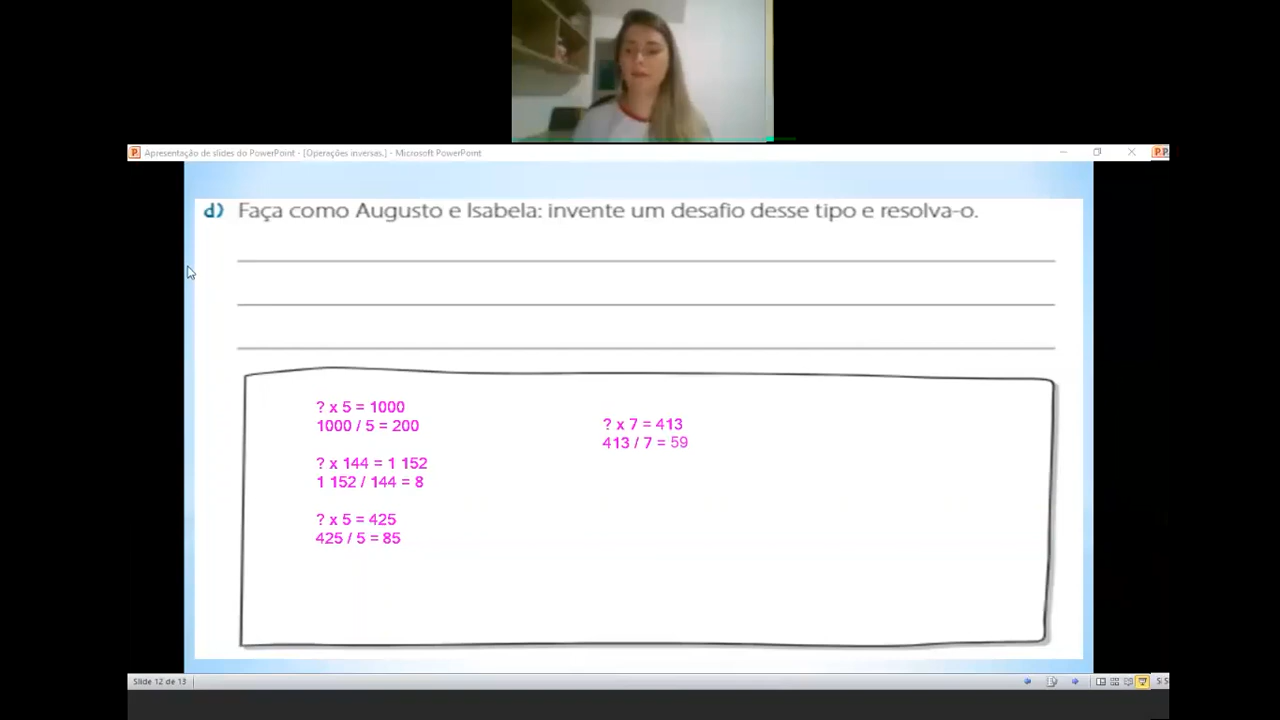 Apresentação de slides do PowerPoint - [Operações inversas.] - Microsoft PowerPoint
d) Faça como Augusto e Isabela: invente um desafio desse tipo e resolva-o.
? x 5 = 1000
1000 / 5 = 200
? x 144 = 1 152
1 152 / 144 = 8
? x 5 = 425
425 / 5 = 85
? x 7 = 413
413 / 7 = 59
Slide 12 de 13